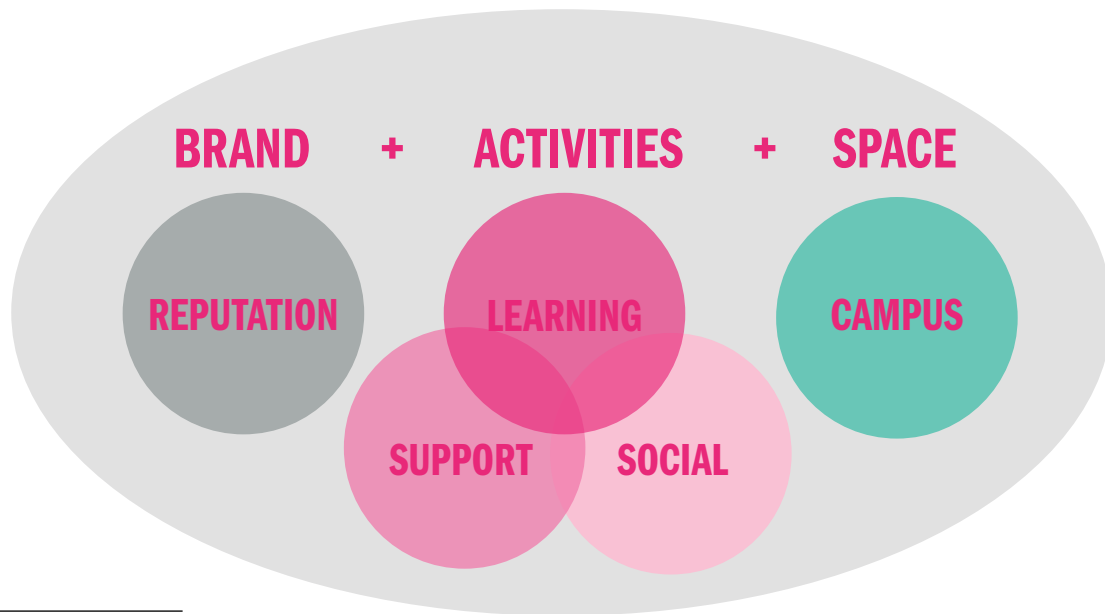 BRAND + ACTIVITIES + SPACE
REPUTATION
LEARNING
CAMPUS
SUPPORT
SOCIAL